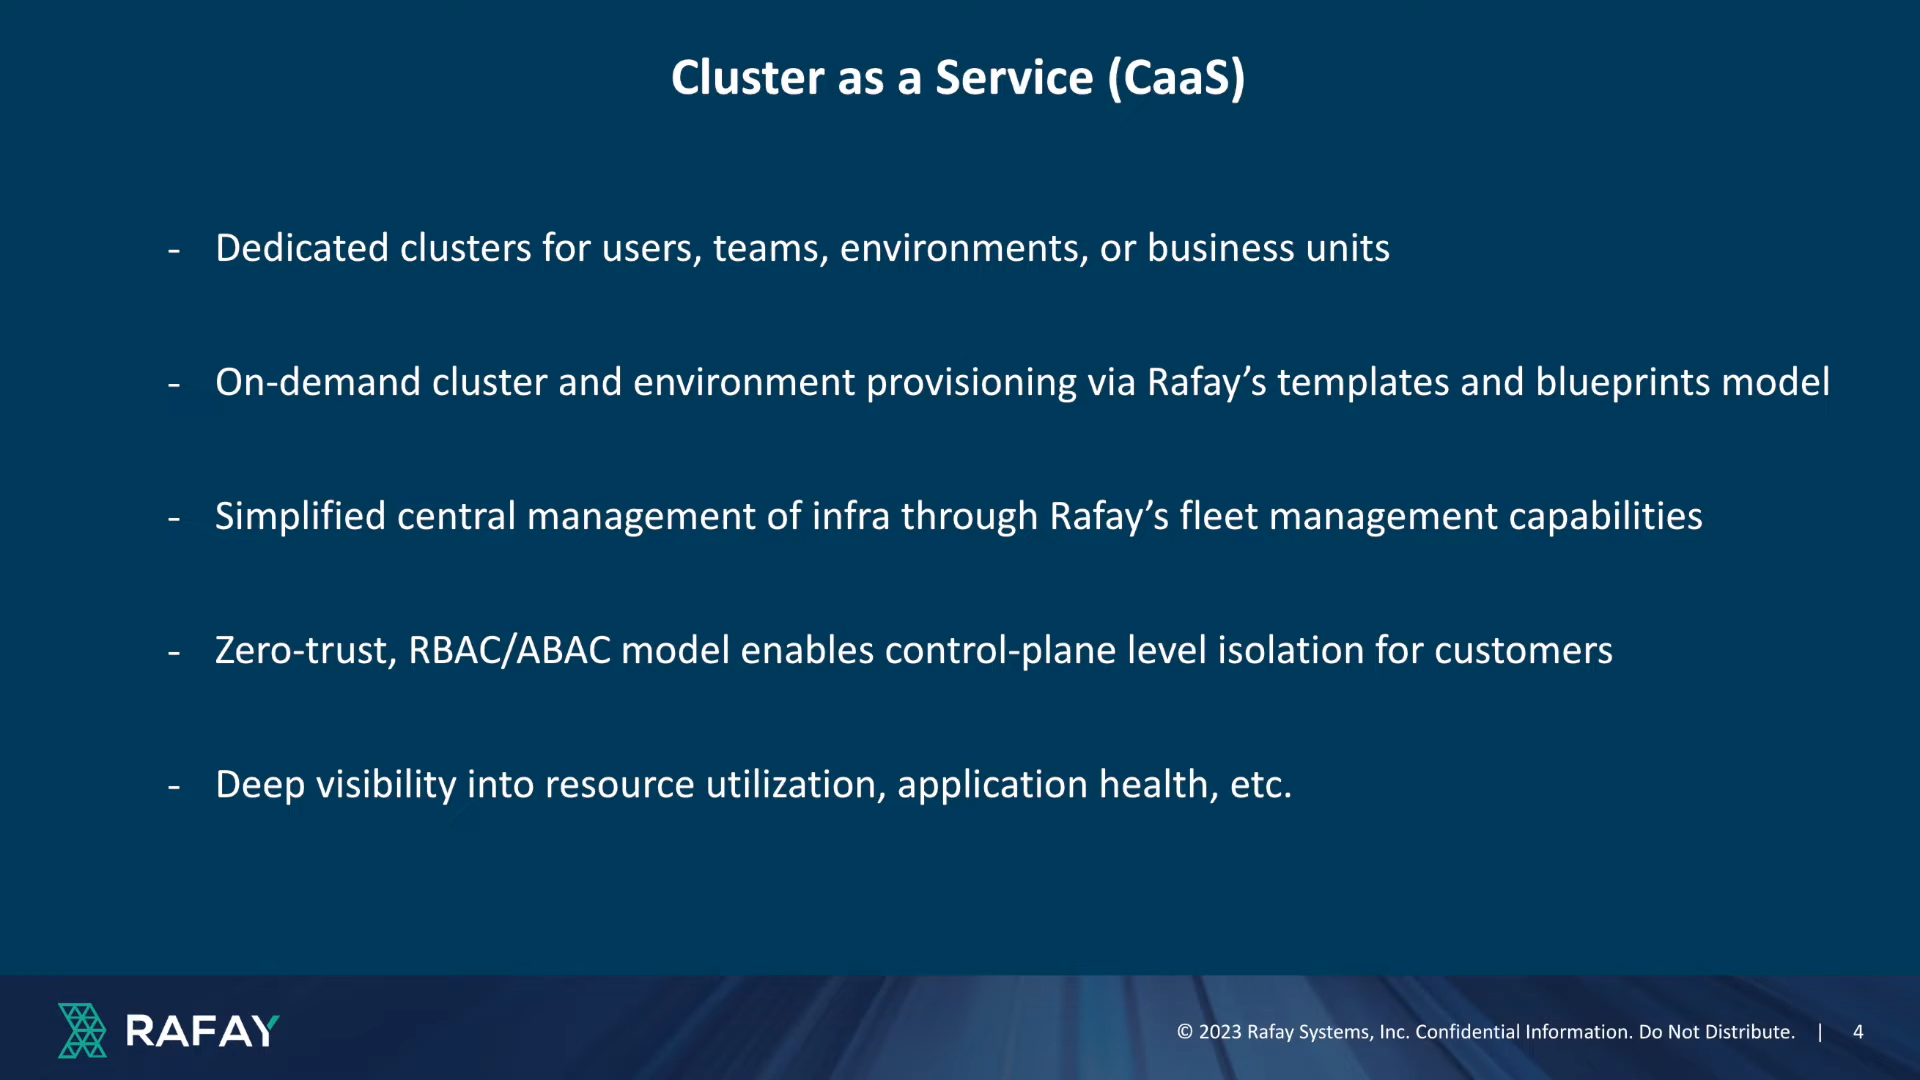 Cluster as a Service (CaaS)
- Dedicated clusters for users, teams, environments, or business units
- On-demand cluster and environment provisioning via Rafay’s templates and blueprints model
- Simplified central management of infra through Rafay’s fleet management capabilities
- Zero-trust, RBAC/ABAC model enables control-plane level isolation for customers
- Deep visibility into resource utilization, application health, etc.
RAFAY
© 2023 Rafay Systems, Inc. Confidential Information. Do Not Distribute. | 4